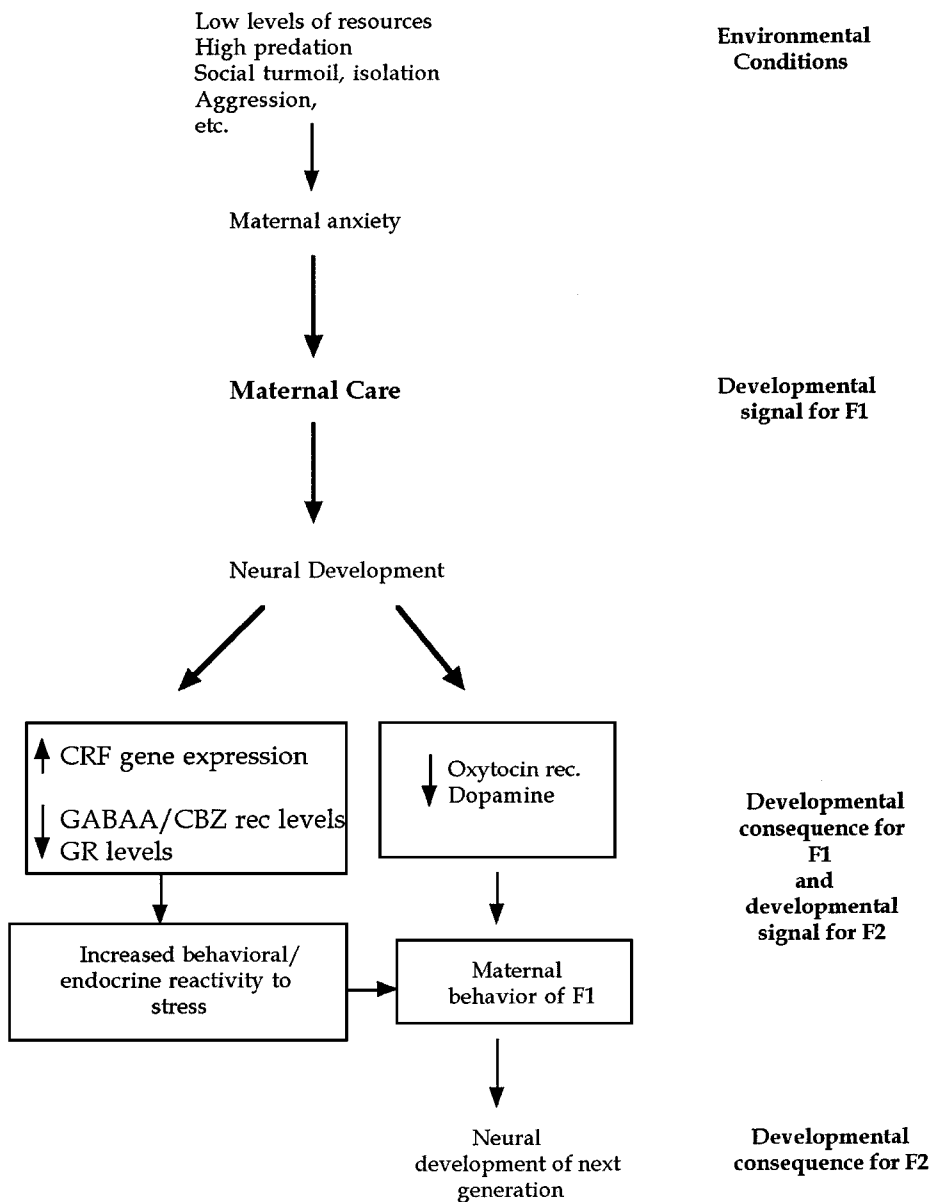 Low levels of resources
High predation
Social turmoil, isolation
Aggression,
etc.
Environmental
Conditions
Maternal anxiety
Maternal Care
Developmental
signal for F1
Neural Development
CRF gene expression
GABAA/CBZ rec levels
GR levels
Oxytocin rec.
Dopamine
Developmental
consequence for
F1
and
developmental
signal for F2
Increased behavioral/
endocrine reactivity to
stress
Maternal
behavior of F1
Neural
development of next
generation
Developmental
consequence for F2